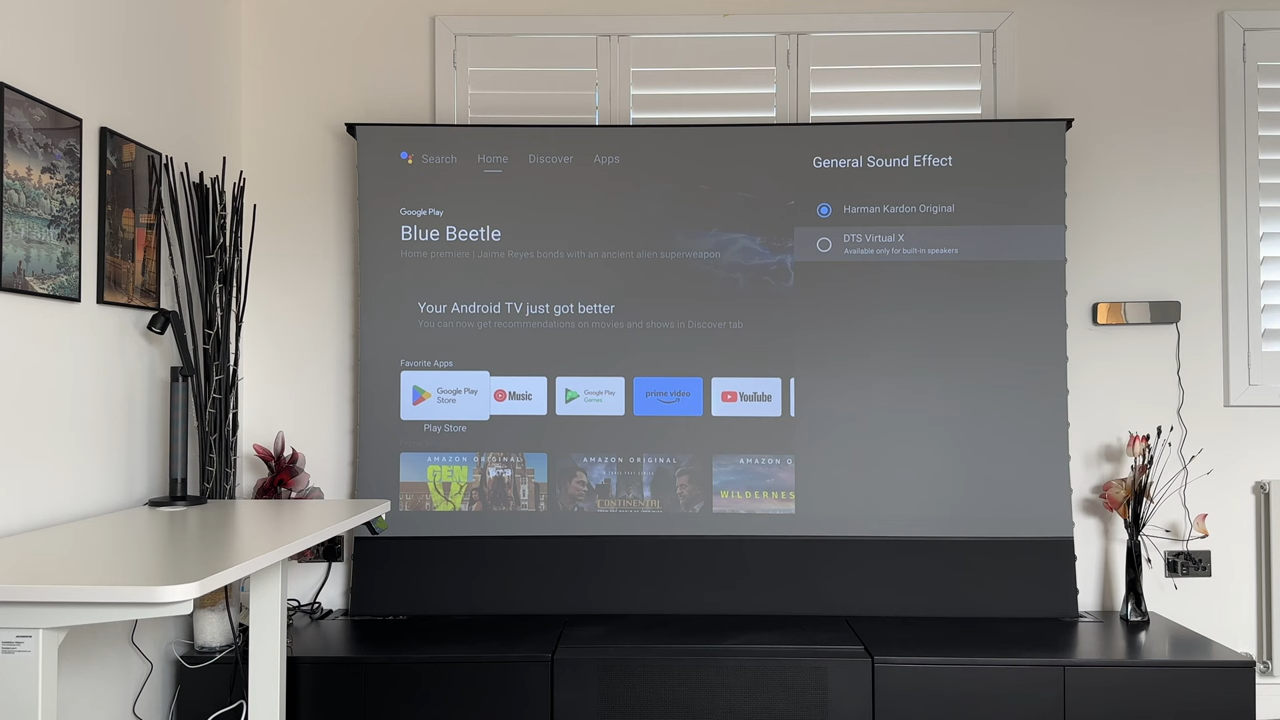 Search Home Discover Apps
Google Play
Blue Beetle
Home premiere | Jaime Reyes bonds with an ancient alien superweapon
Your Android TV just got better
You can now get recommendations on movies and shows in Discover tab
Favorite Apps
Google Play
Store
Music
Google Play
Games
prime video
YouTube
Play Store
AMAZON ORIGINAL
GEN V
AMAZON ORIGINAL
CONTINENTAL
AMAZON O
WILDERNES
General Sound Effect
Harman Kardon Original
DTS Virtual X
Available only for built-in speakers